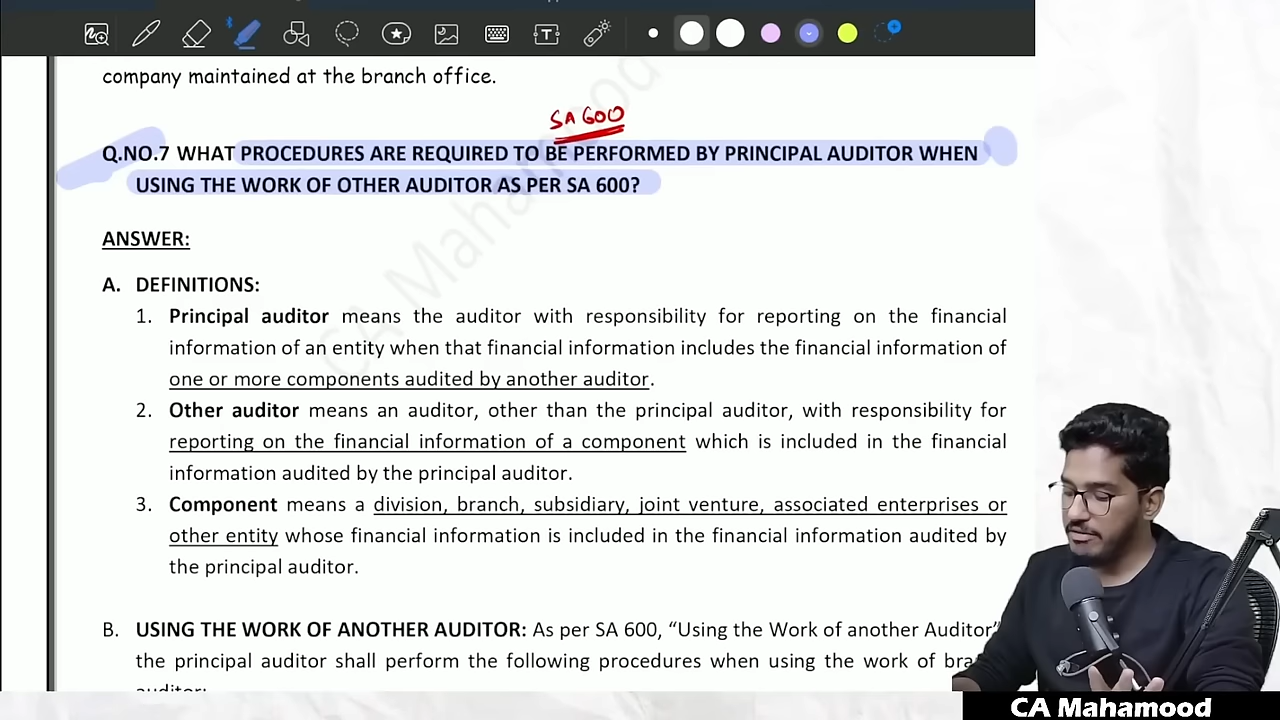 company maintained at the branch office.
SA 600
Q.NO.7 WHAT PROCEDURES ARE REQUIRED TO BE PERFORMED BY PRINCIPAL AUDITOR WHEN
USING THE WORK OF OTHER AUDITOR AS PER SA 600?
ANSWER:
A. DEFINITIONS:
1. Principal auditor means the auditor with responsibility for reporting on the financial
information of an entity when that financial information includes the financial information of
one or more components audited by another auditor.
2. Other auditor means an auditor, other than the principal auditor, with responsibility for
reporting on the financial information of a component which is included in the financial
information audited by the principal auditor.
3. Component means a division, branch, subsidiary, joint venture, associated enterprises or
other entity whose financial information is included in the financial information audited by
the principal auditor.
B. USING THE WORK OF ANOTHER AUDITOR: As per SA 600, “Using the Work of another Auditor”
the principal auditor shall perform the following procedures when using the work of
auditor:
CA Mahamood
CA Mahamood